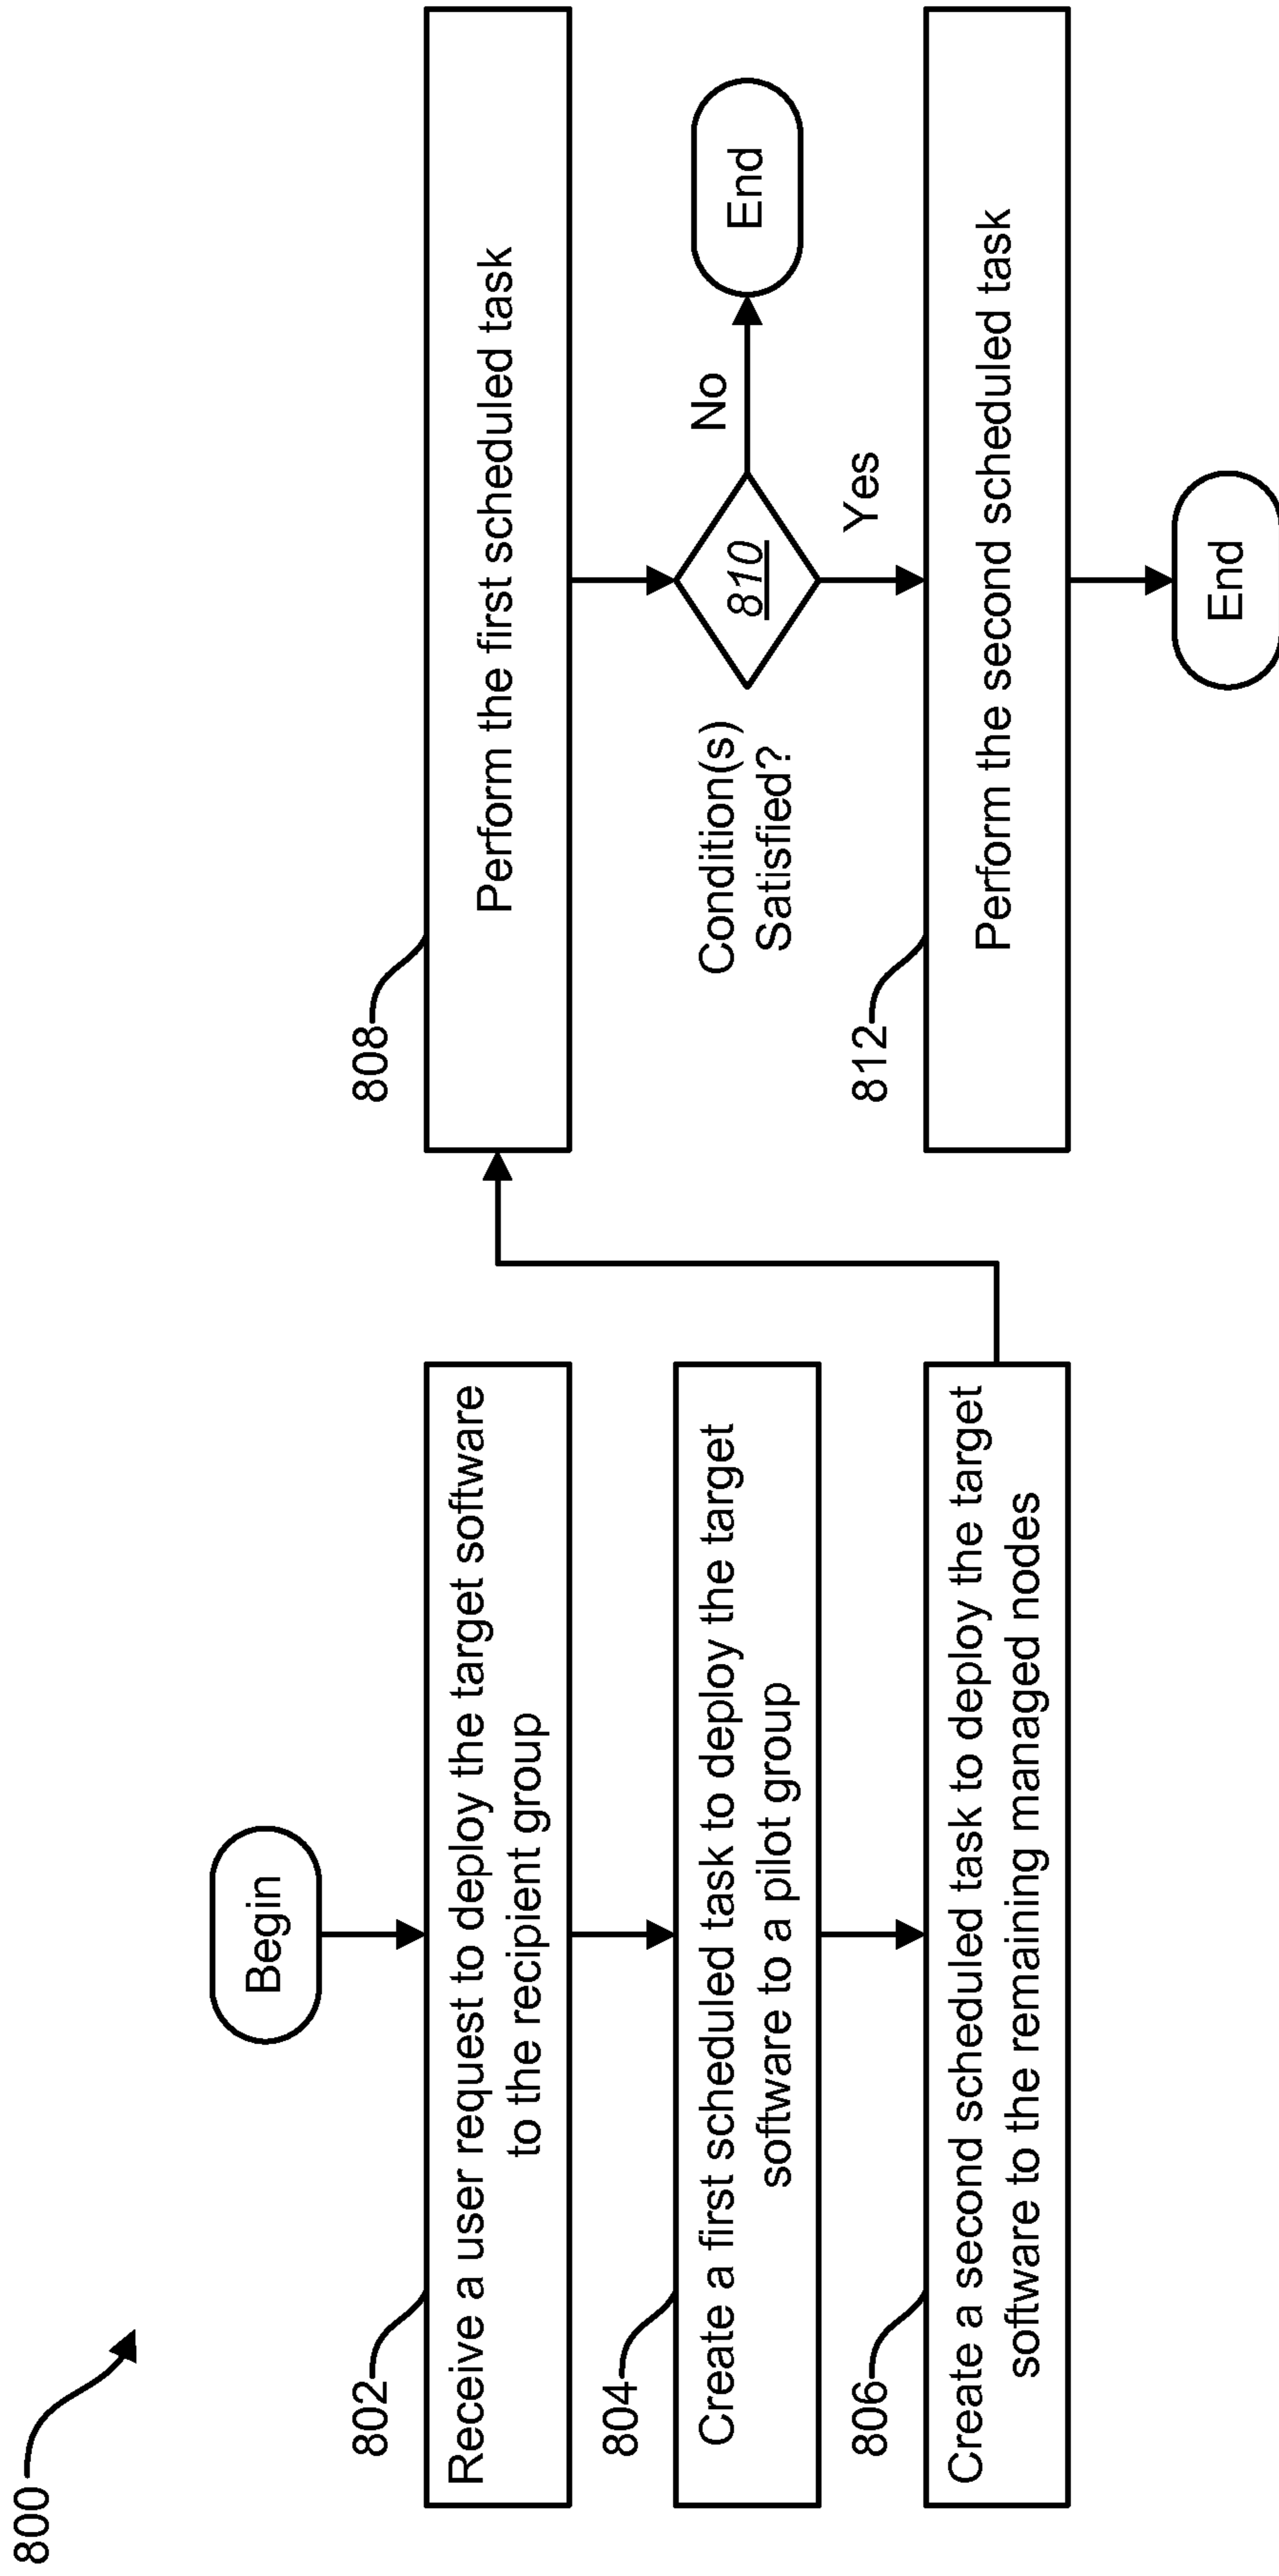 800
Begin
802
Receive a user request to deploy the target software
to the recipient group
804
Create a first scheduled task to deploy the target
software to a pilot group
806
Create a second scheduled task to deploy the target
software to the remaining managed nodes
808
Perform the first scheduled task
Condition(s)
Satisfied?
810
No
End
Yes
812
Perform the second scheduled task
End